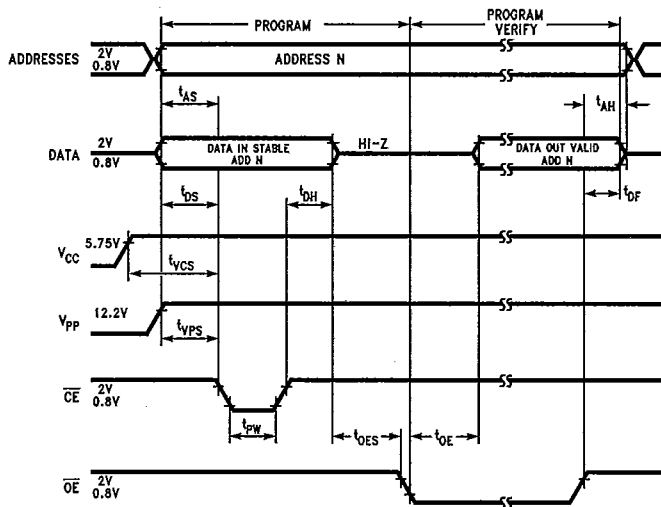 PROGRAM
PROGRAM
VERIFY
ADDRESSES
2V
0.8V
ADDRESS N
tAS
tAH
DATA
2V
0.8V
DATA IN STABLE
ADD N
HI-Z
DATA OUT VALID
ADD N
tDS
tDH
tDF
VCC
5.75V
tVCS
VPP
12.2V
tVPS
CE
2V
0.8V
tPW
tOES
tOE
OE
2V
0.8V